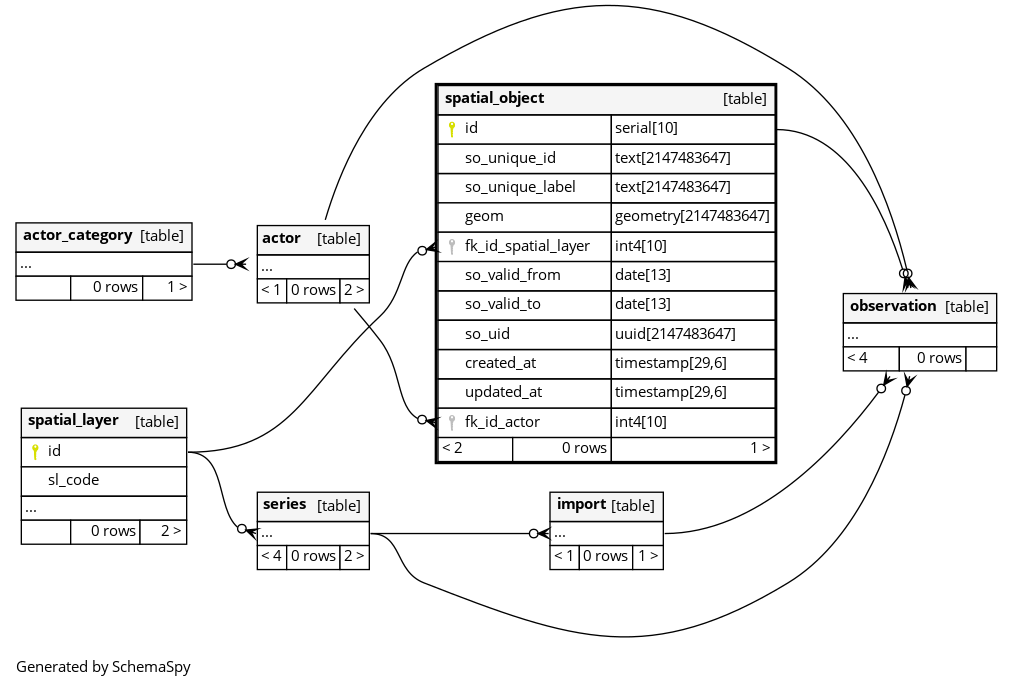 spatial_object [table]
id serial[10]
so_unique_id text[2147483647]
so_unique_label text[2147483647]
geom geometry[2147483647]
fk_id_spatial_layer int4[10]
so_valid_from date[13]
so_valid_to date[13]
so_uid uuid[2147483647]
created_at timestamp[29,6]
updated_at timestamp[29,6]
fk_id_actor int4[10]
< 2 0 rows 1 >
actor_category [table]
...
0 rows 1 >
actor [table]
...
< 1 0 rows 2 >
observation [table]
...
< 4 0 rows
spatial_layer [table]
id
sl_code
...
0 rows 2 >
series [table]
...
< 4 0 rows 2 >
import [table]
...
< 1 0 rows 1 >
Generated by SchemaSpy